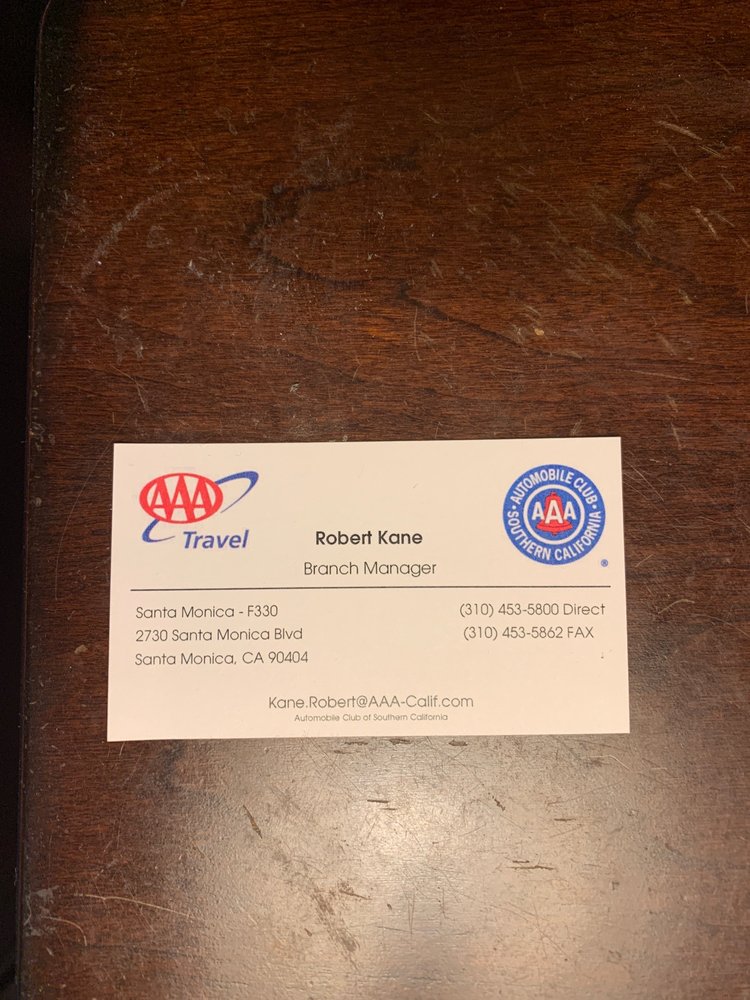 AAA
Travel
Robert Kane
Branch Manager
AUTOMOBILE CLUB
AAA
SOUTHERN CALIFORNIA
®
Santa Monica - F330
2730 Santa Monica Blvd
Santa Monica, CA 90404
(310) 453-5800 Direct
(310) 453-5862 FAX
Kane.Robert@AAA-Calif.com
Automobile Club of Southern California